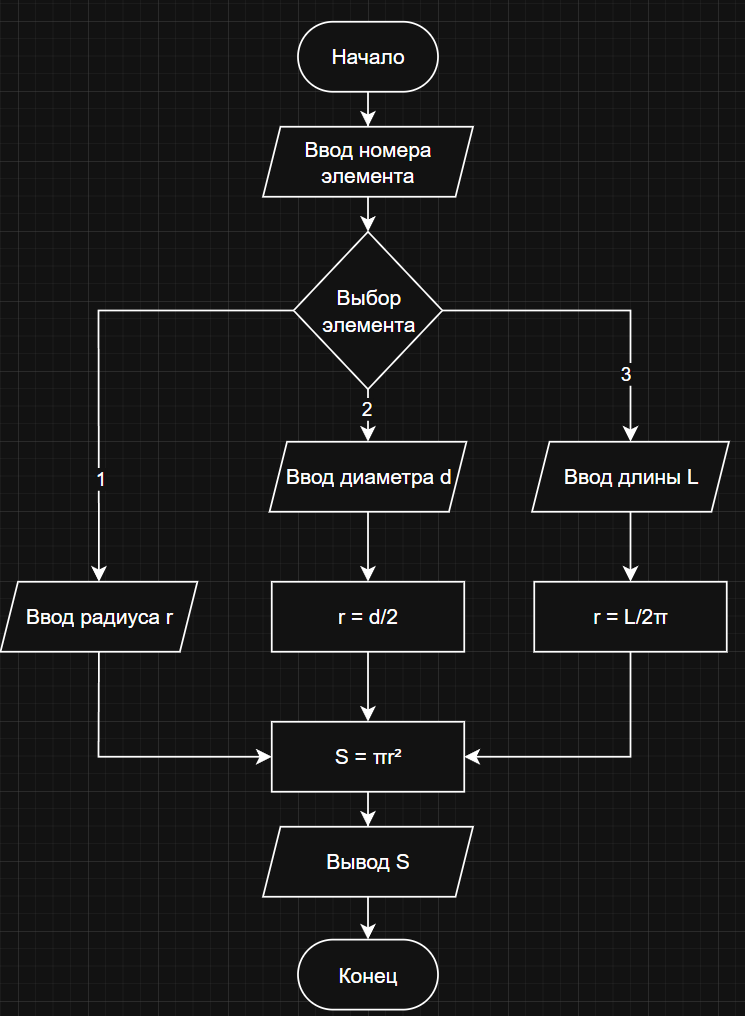 Начало
Ввод номера
элемента
Выбор
элемента
3
2
1
Ввод диаметра d
Ввод длины L
Ввод радиуса r
r = d/2
r = L/2π
S = πr²
Вывод S
Конец